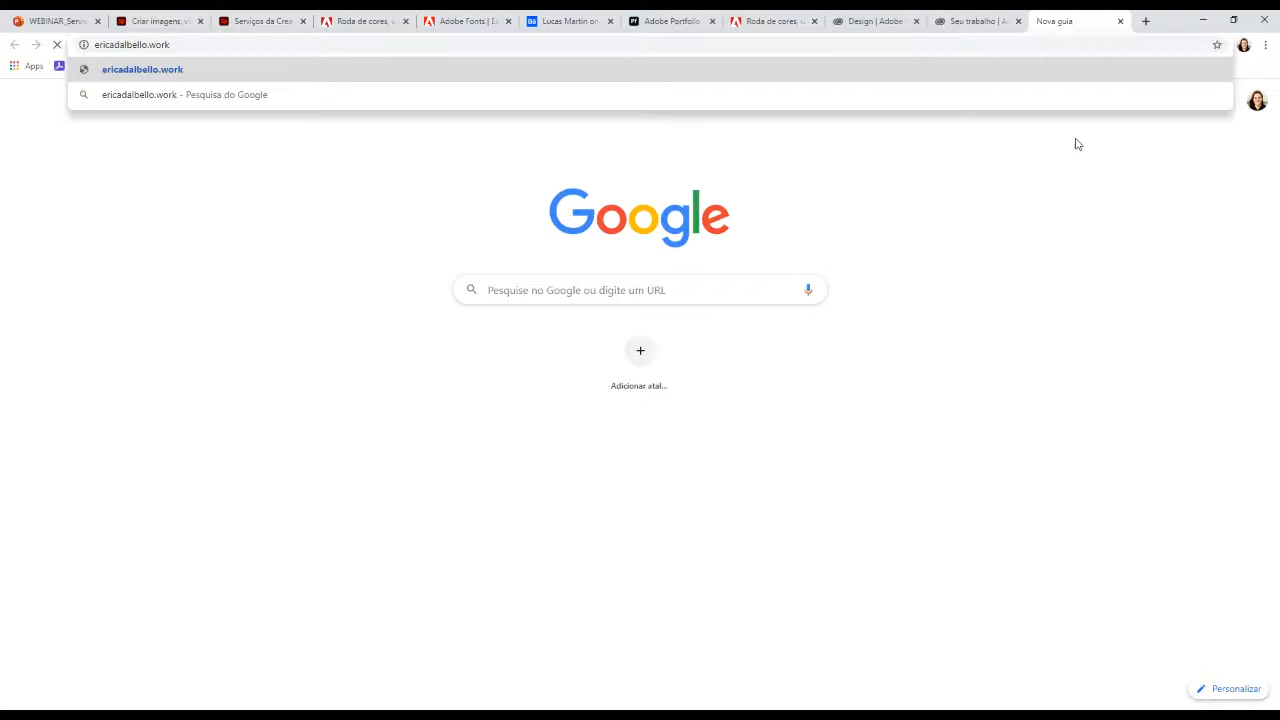 WEBINAR_Servi
Criar imagens, ví
Serviços da Crea
Roda de cores, u
Adobe Fonts | E
Lucas Martin on
Adobe Portfolio
Roda de cores, u
Design | Adobe
Seu trabalho | A
Nova guia
ericadalbello.work
Apps
ericadalbello.work
ericadalbello.work - Pesquisa do Google
Google
Pesquise no Google ou digite um URL
Adicionar atal...
Personalizar